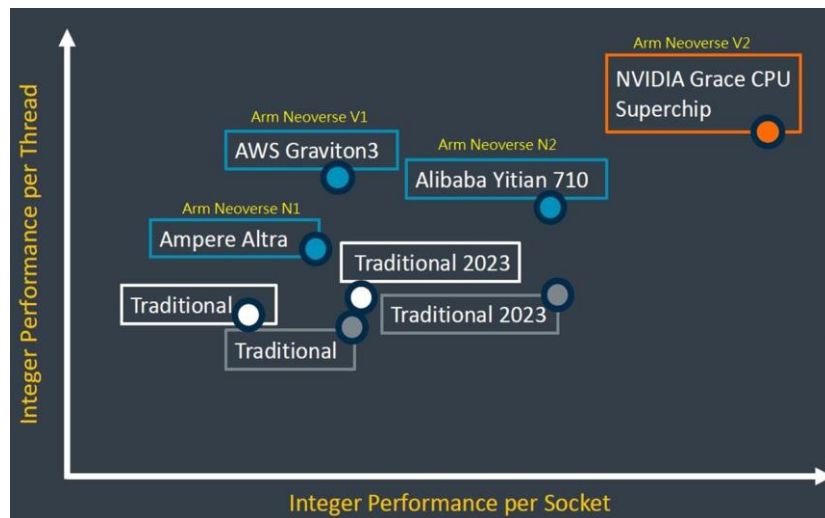 Arm Neoverse V2
NVIDIA Grace CPU
Superchip
Arm Neoverse V1
AWS Graviton3
Arm Neoverse N2
Alibaba Yitian 710
Arm Neoverse N1
Ampere Altra
Traditional 2023
Traditional
Traditional 2023
Traditional
Integer Performance per Thread
Integer Performance per Socket